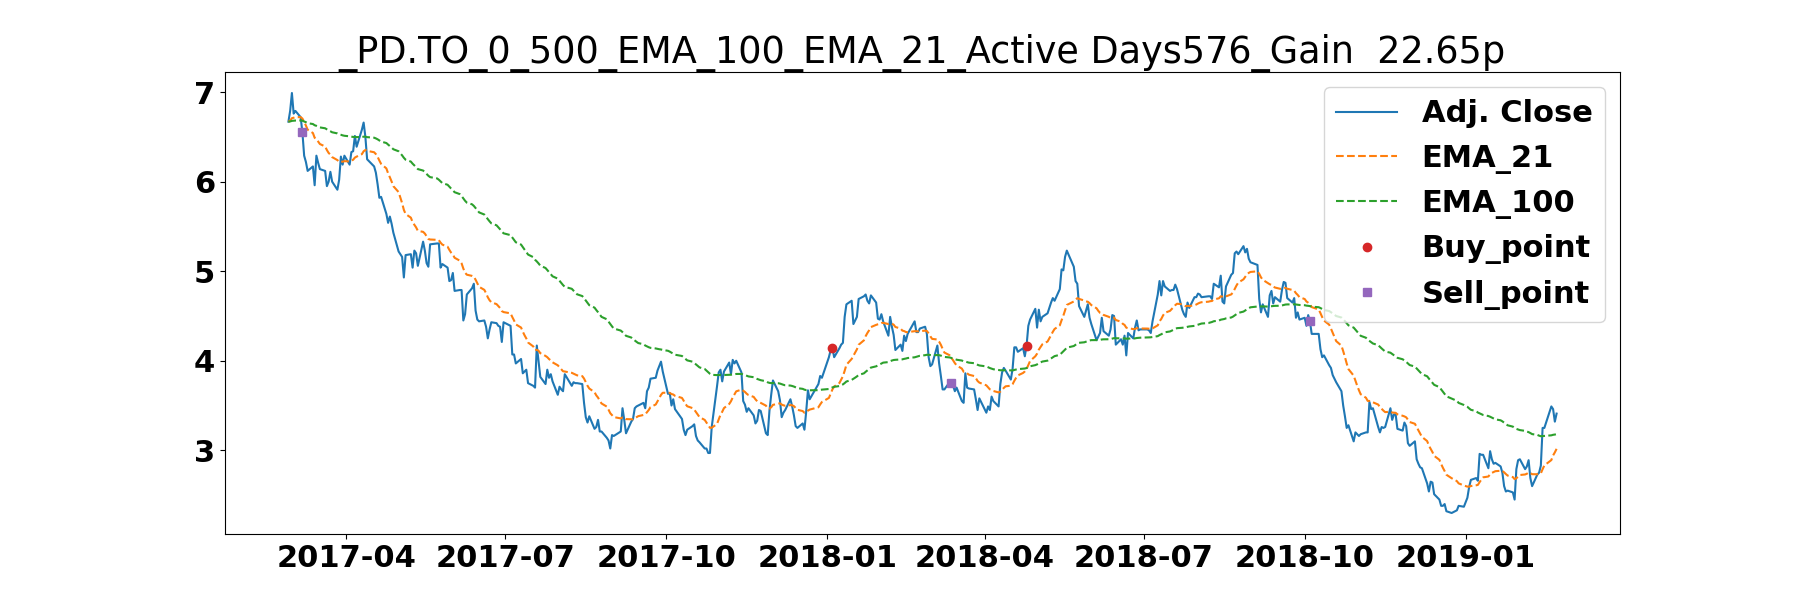 _PD.TO_0_500_EMA_100_EMA_21_Active Days576_Gain  22.65p
7
6
5
4
3
Adj. Close
EMA_21
EMA_100
Buy_point
Sell_point
2017-04 2017-07 2017-10 2018-01 2018-04 2018-07 2018-10 2019-01